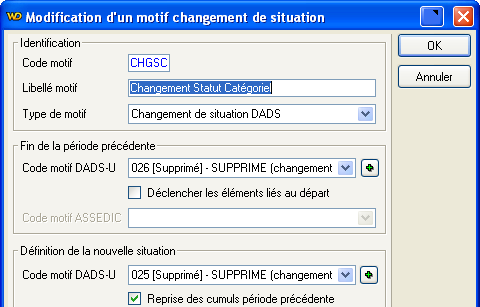 WD Modification d'un motif changement de situation
Identification
Code motif CHGSC
Libellé motif Changement Statut Catégoriel
Type de motif Changement de situation DADS
OK
Annuler
Fin de la période précédente
Code motif DADS-U 026 [Supprimé] - SUPPRIME (changement
Déclencher les éléments liés au départ
Code motif ASSEDIC
Définition de la nouvelle situation
Code motif DADS-U 025 [Supprimé] - SUPPRIME (changement
Reprise des cumuls période précédente